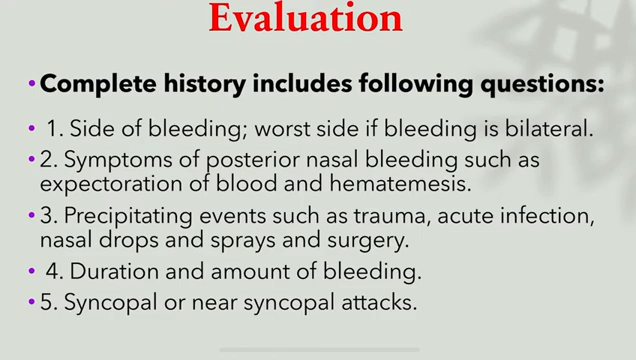 Evaluation
• Complete history includes following questions:
• 1. Side of bleeding; worst side if bleeding is bilateral.
• 2. Symptoms of posterior nasal bleeding such as
expectoration of blood and hematemesis.
• 3. Precipitating events such as trauma, acute infection,
nasal drops and sprays and surgery.
• 4. Duration and amount of bleeding.
• 5. Syncopal or near syncopal attacks.